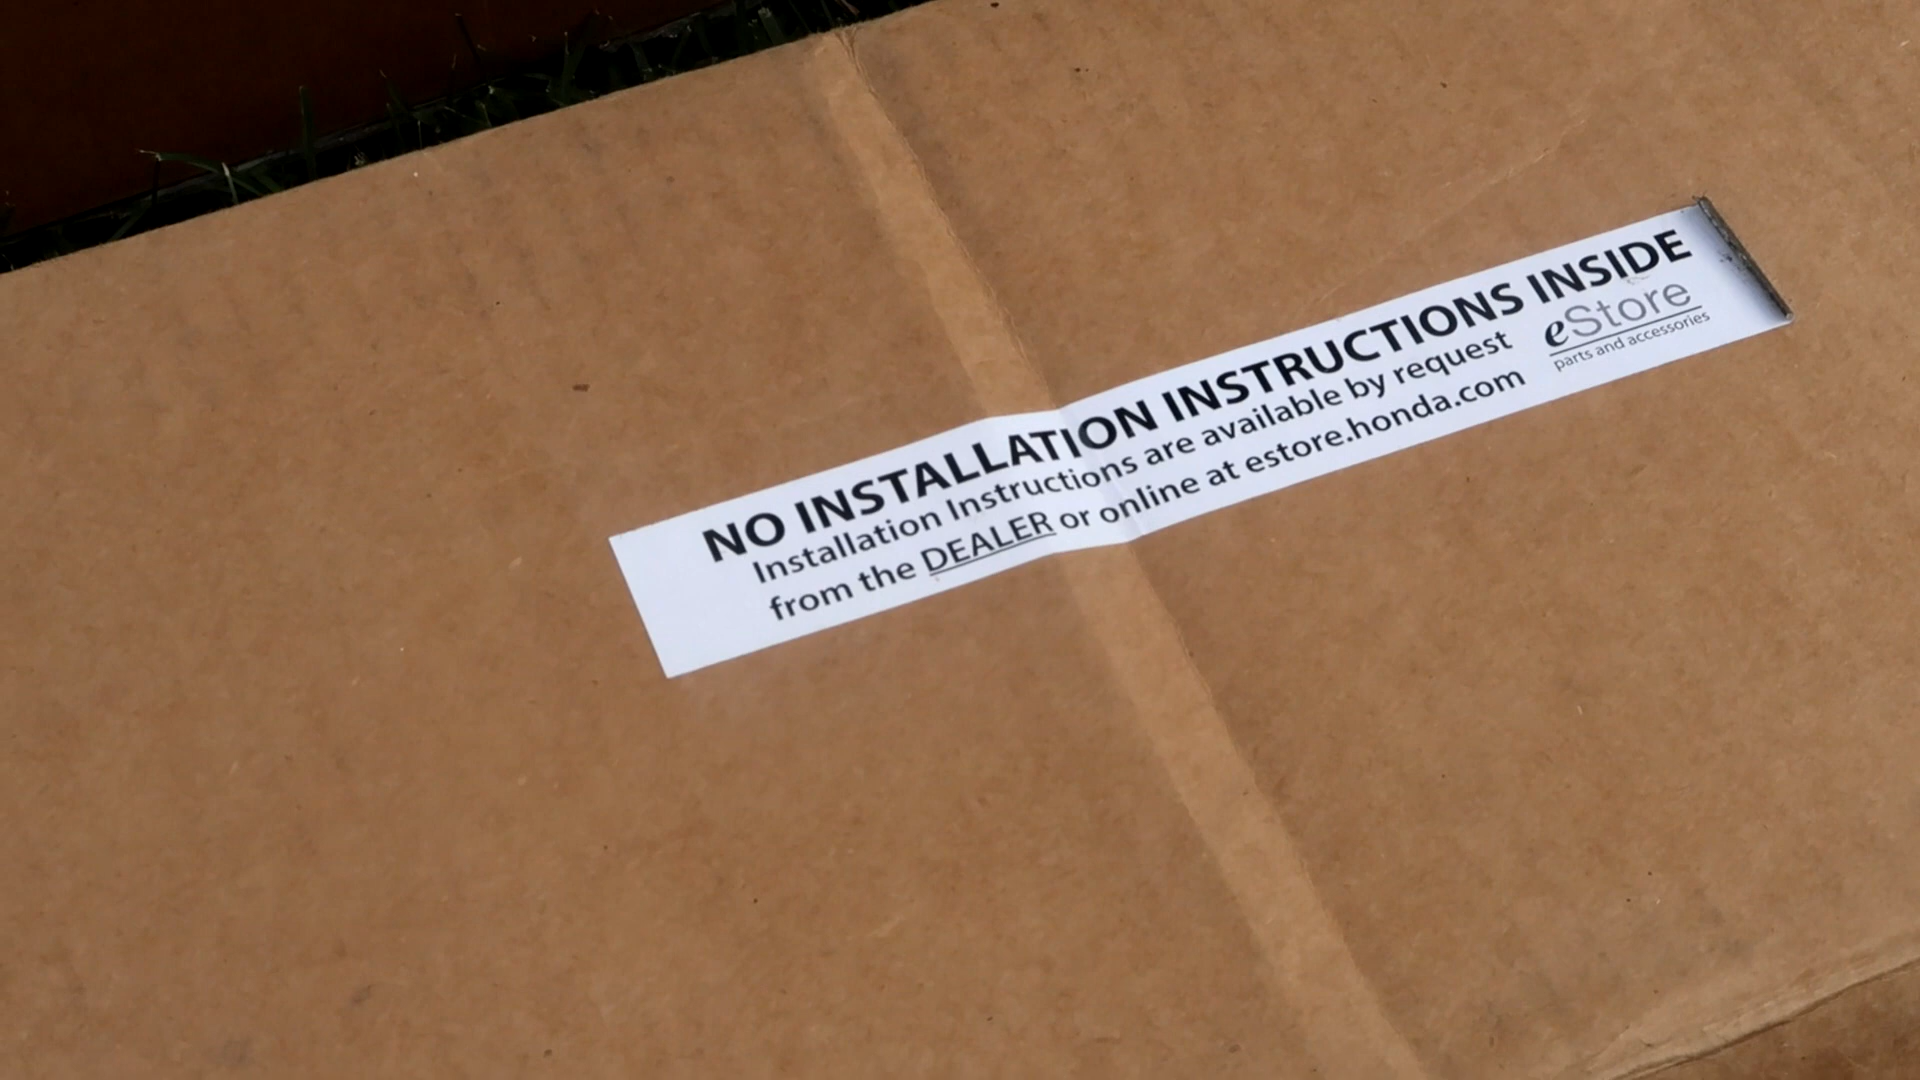 NO INSTALLATION INSTRUCTIONS INSIDE
Installation Instructions are available by request
from the DEALER or online at estore.honda.com
eStore
parts and accessories